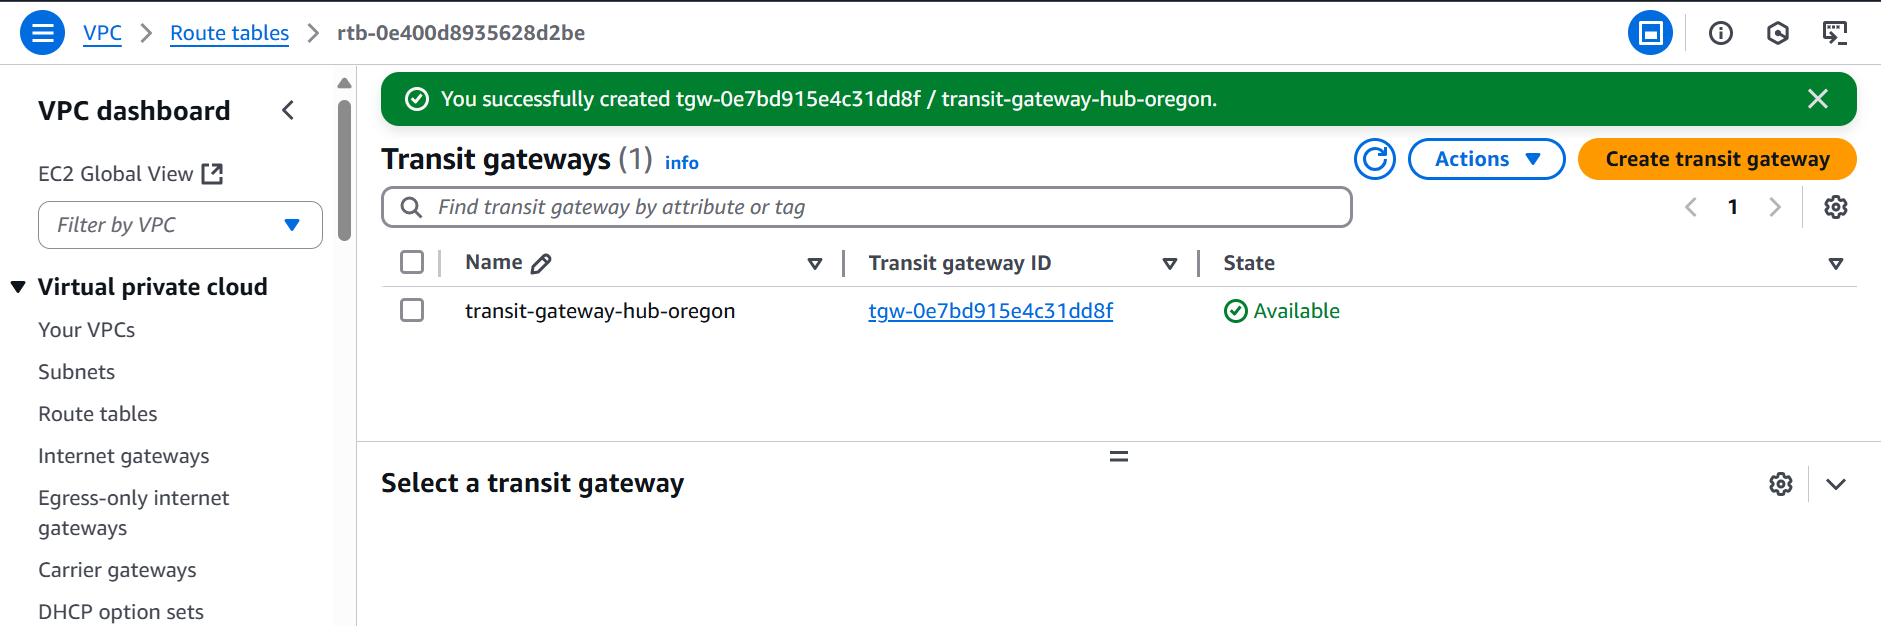 VPC > Route tables > rtb-0e400d8935628d2be
VPC dashboard
EC2 Global View
Filter by VPC
Virtual private cloud
Your VPCs
Subnets
Route tables
Internet gateways
Egress-only internet
gateways
Carrier gateways
DHCP option sets
You successfully created tgw-0e7bd915e4c31dd8f / transit-gateway-hub-oregon.
Transit gateways (1) info
Actions
Create transit gateway
Find transit gateway by attribute or tag
1
Name
Transit gateway ID
State
transit-gateway-hub-oregon
tgw-0e7bd915e4c31dd8f
Available
Select a transit gateway